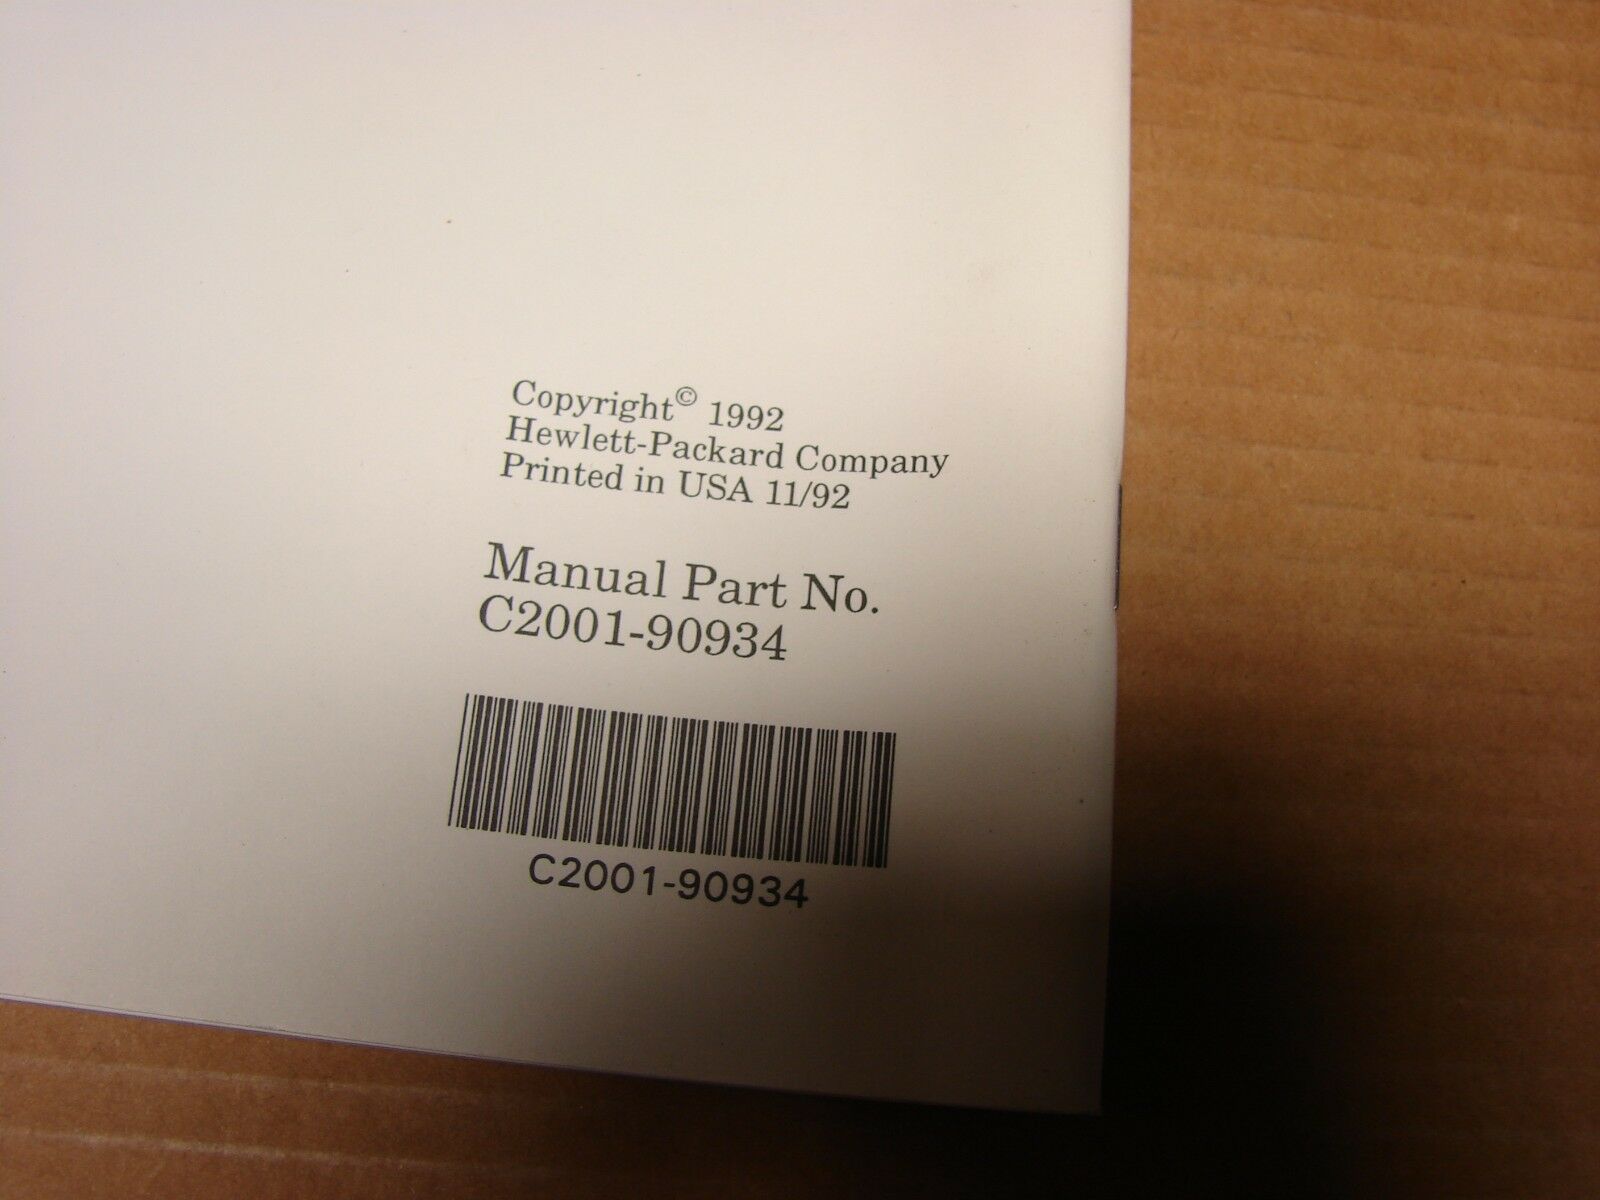 Copyright© 1992
Hewlett-Packard Company
Printed in USA 11/92
Manual Part No.
C2001-90934
C2001-90934